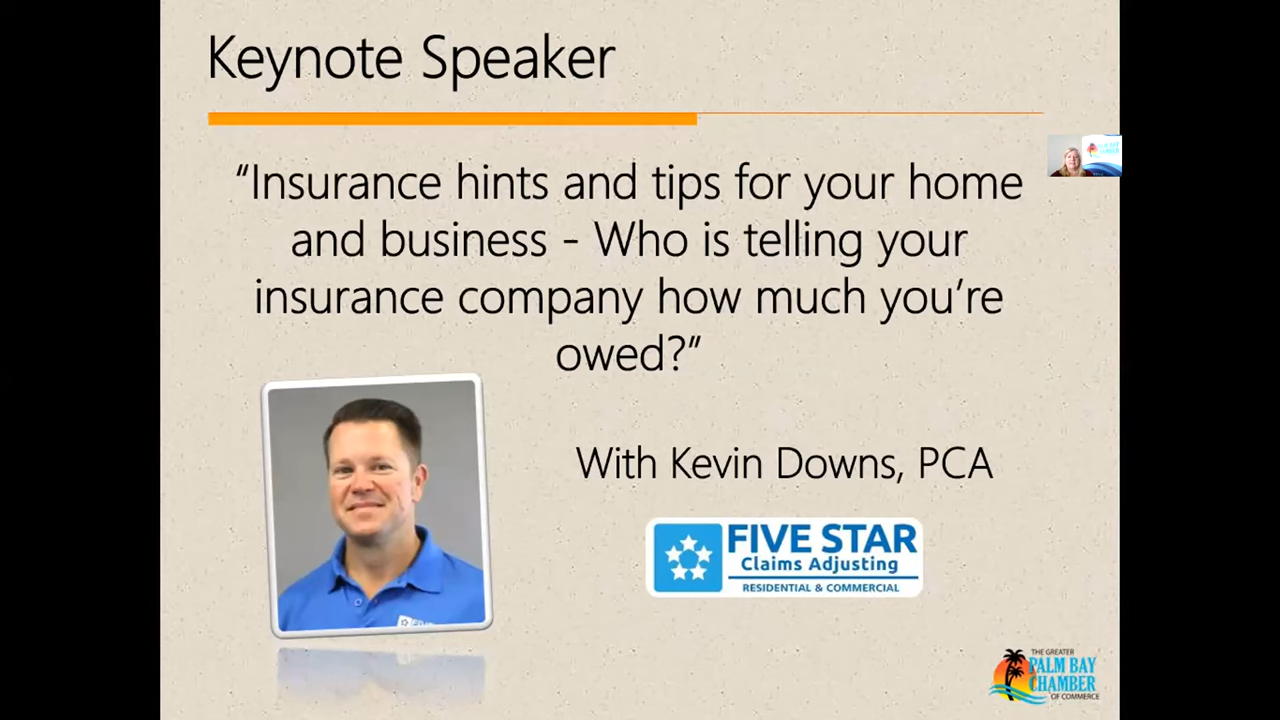 Keynote Speaker
“Insurance hints and tips for your home
and business - Who is telling your
insurance company how much you’re
owed?”
With Kevin Downs, PCA
FIVE STAR
Claims Adjusting
RESIDENTIAL & COMMERCIAL
THE GREATER
PALM BAY
CHAMBER
OF COMMERCE